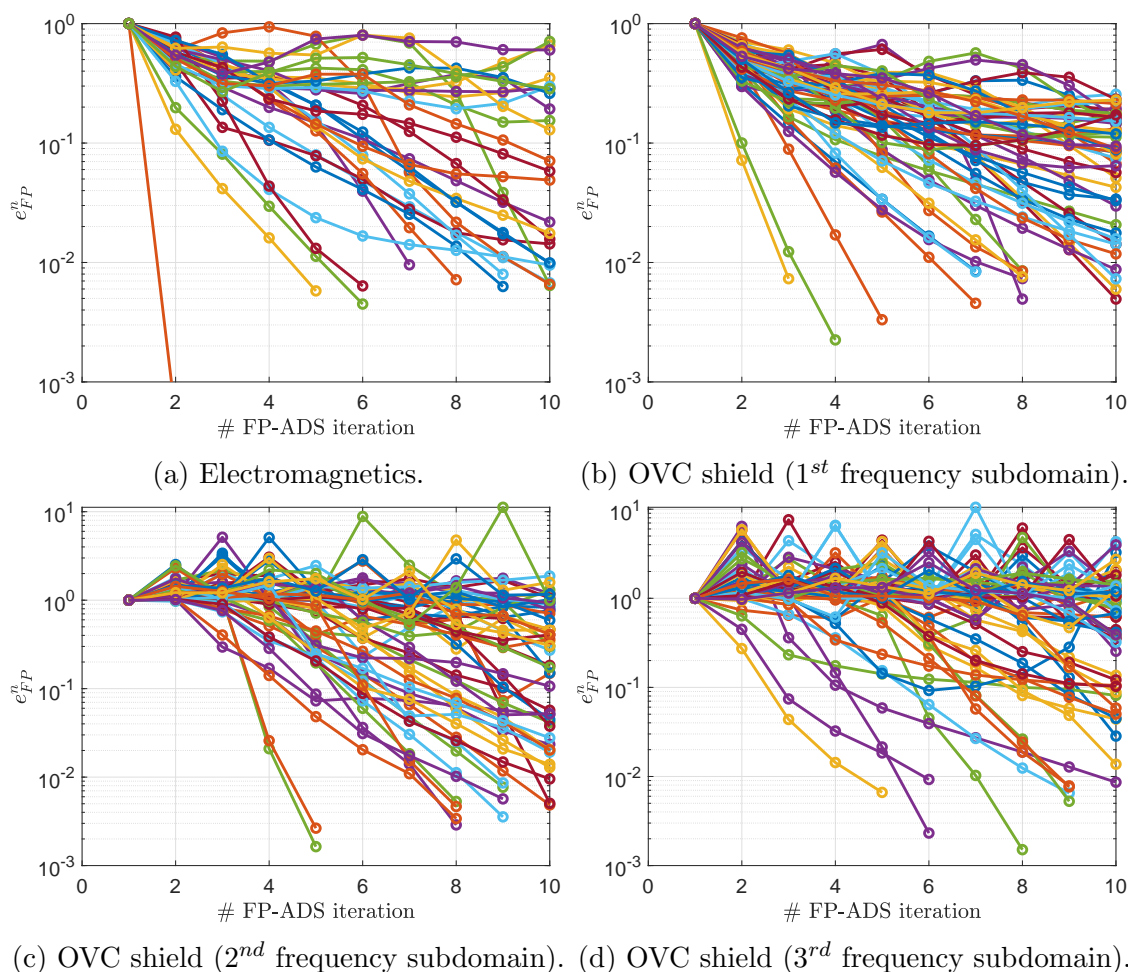 10^0
10^0
10^-1
10^-1
e^n_FP
e^n_FP
10^-2
10^-2
10^-3
10^-3
0 2 4 6 8 10
0 2 4 6 8 10
# FP-ADS iteration
# FP-ADS iteration
(a) Electromagnetics.
(b) OVC shield (1^st frequency subdomain).
10^1
10^1
10^0
10^0
e^n_FP
e^n_FP
10^-1
10^-1
10^-2
10^-2
10^-3
10^-3
0 2 4 6 8 10
0 2 4 6 8 10
# FP-ADS iteration
# FP-ADS iteration
(c) OVC shield (2^nd frequency subdomain).
(d) OVC shield (3^rd frequency subdomain).